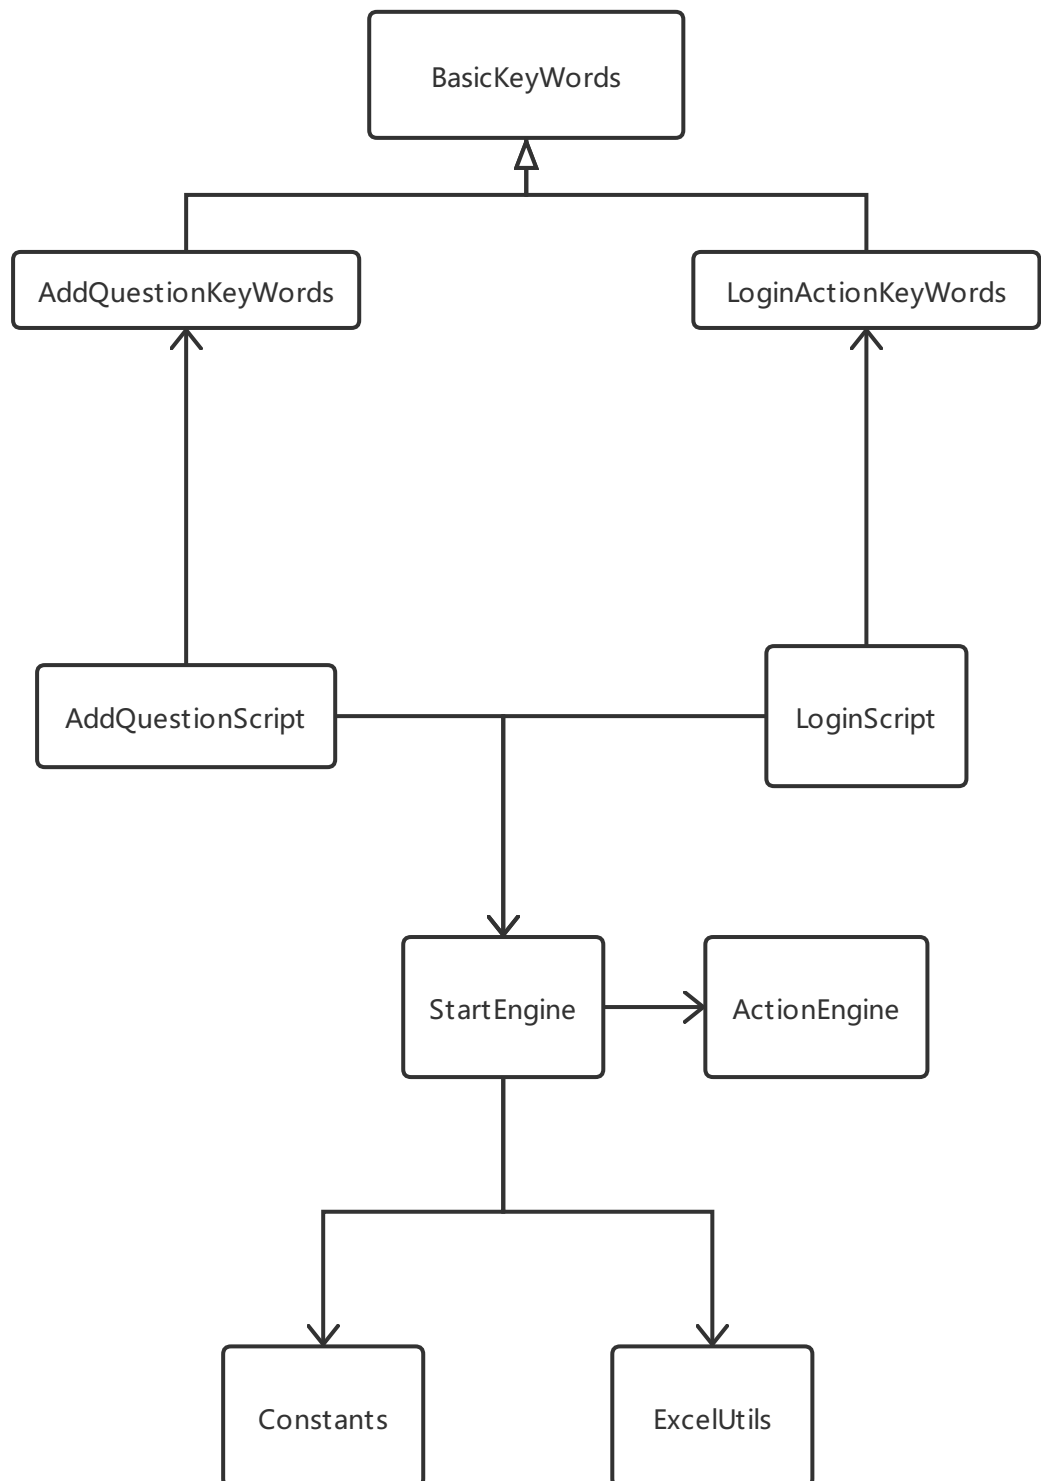 BasicKeyWords
AddQuestionKeyWords
LoginActionKeyWords
AddQuestionScript
LoginScript
StartEngine
ActionEngine
Constants
ExcelUtils